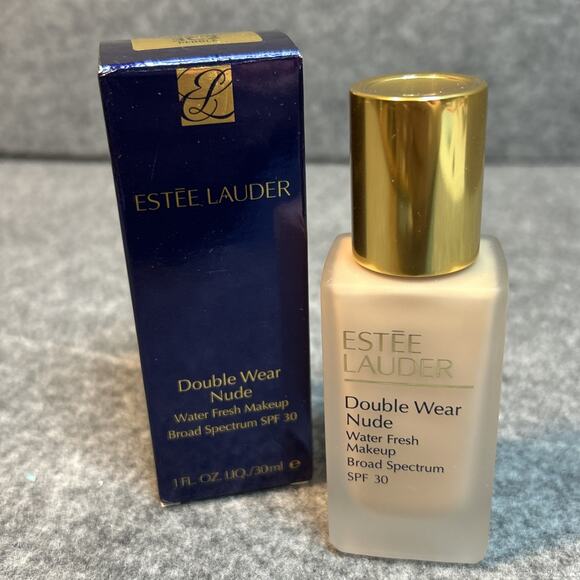 ESTĒE LAUDER
Double Wear
Nude
Water Fresh Makeup
Broad Spectrum SPF 30
1 FL. OZ. LIQ./30 ml e
ESTĒE
LAUDER
Double Wear
Nude
Water Fresh
Makeup
Broad Spectrum
SPF 30